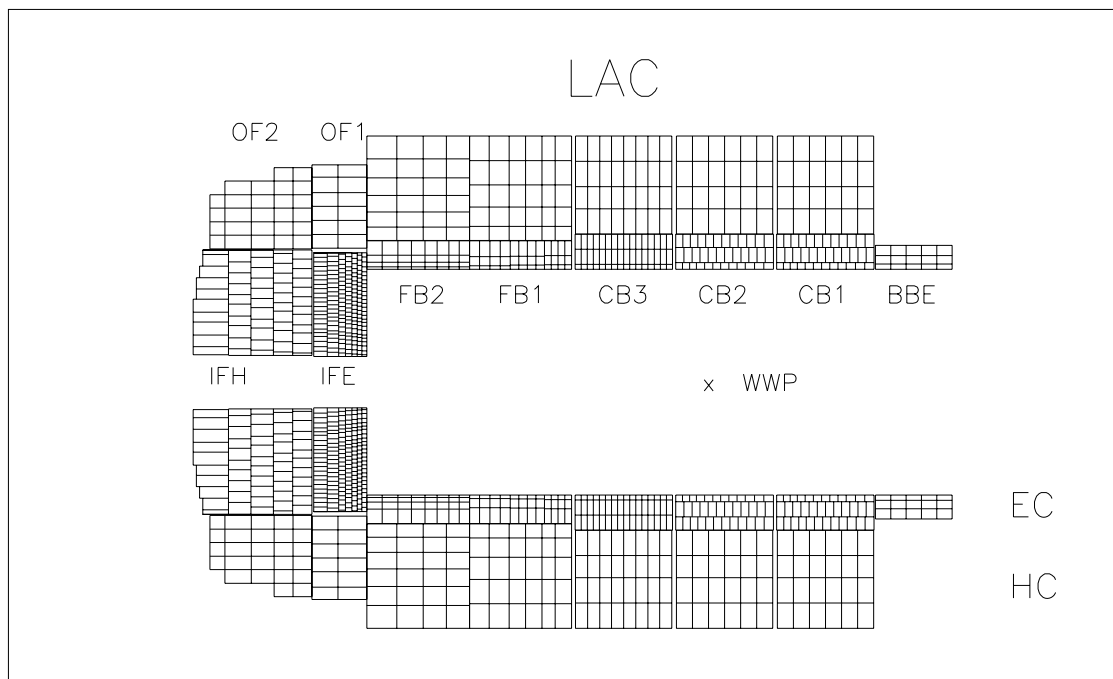 LAC
OF2 OF1
FB2 FB1 CB3 CB2 CB1 BBE
IFH IFE
x WWP
EC
HC